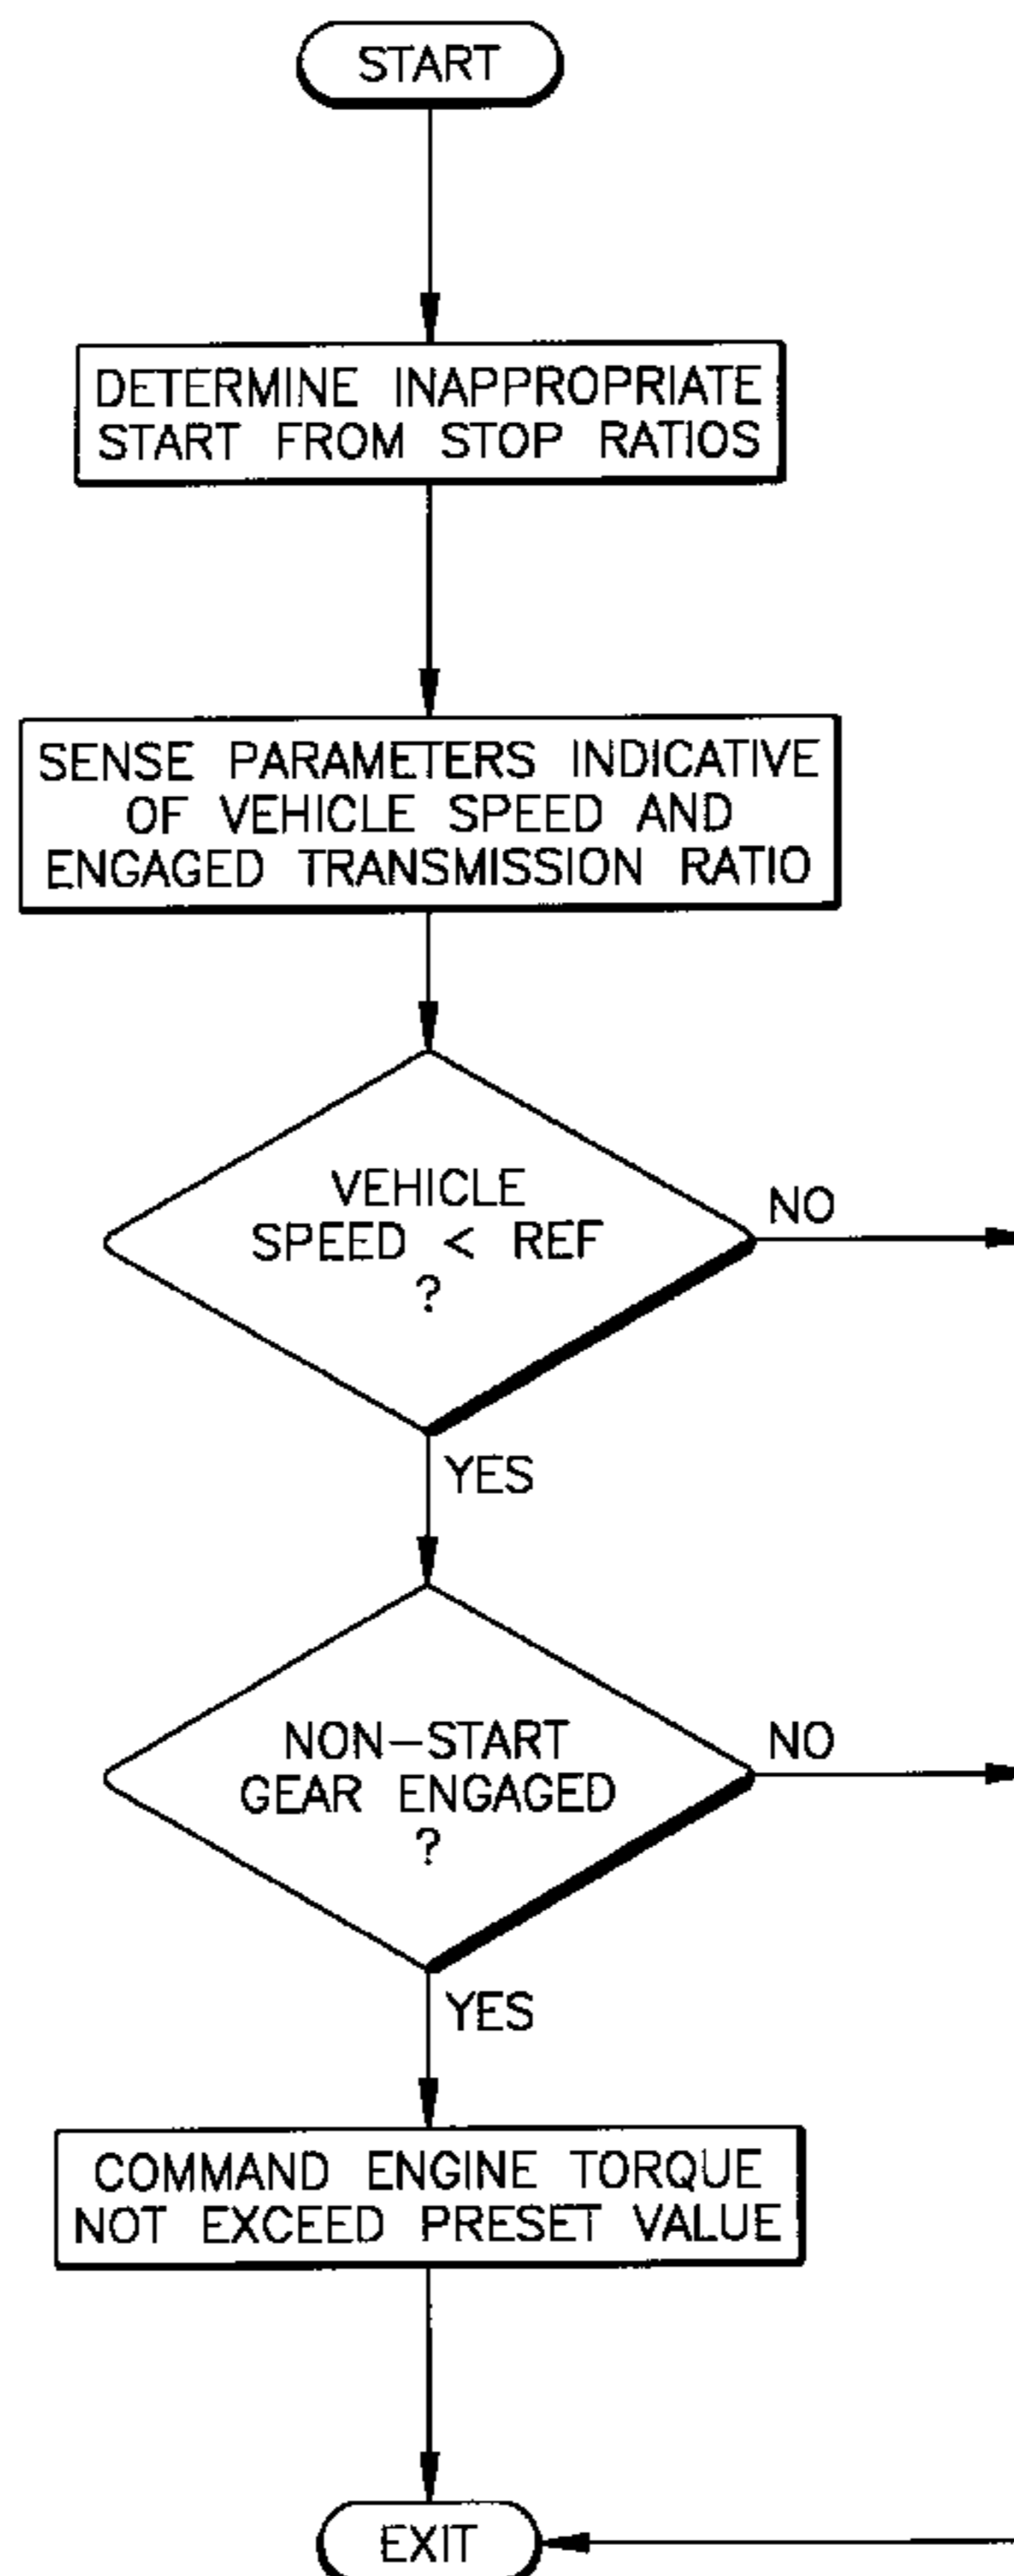 START
DETERMINE INAPPROPRIATE
START FROM STOP RATIOS
SENSE PARAMETERS INDICATIVE
OF VEHICLE SPEED AND
ENGAGED TRANSMISSION RATIO
VEHICLE
SPEED < REF
?
NO
YES
NON-START
GEAR ENGAGED
?
NO
YES
COMMAND ENGINE TORQUE
NOT EXCEED PRESET VALUE
EXIT